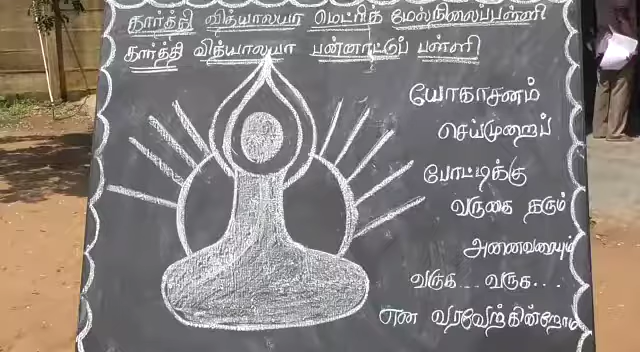 கார்த்தி வித்யாலயா மெட்ரிக் மேல்நிலைப்பள்ளி
கார்த்தி வித்யாலயா பன்னாட்டுப் பள்ளி
யோகாசனம்
செய்முறைப்
போட்டிக்கு
வருகை தரும்
அனைவரையும்
வருக... வருக...
என வரவேற்கின்றோம்